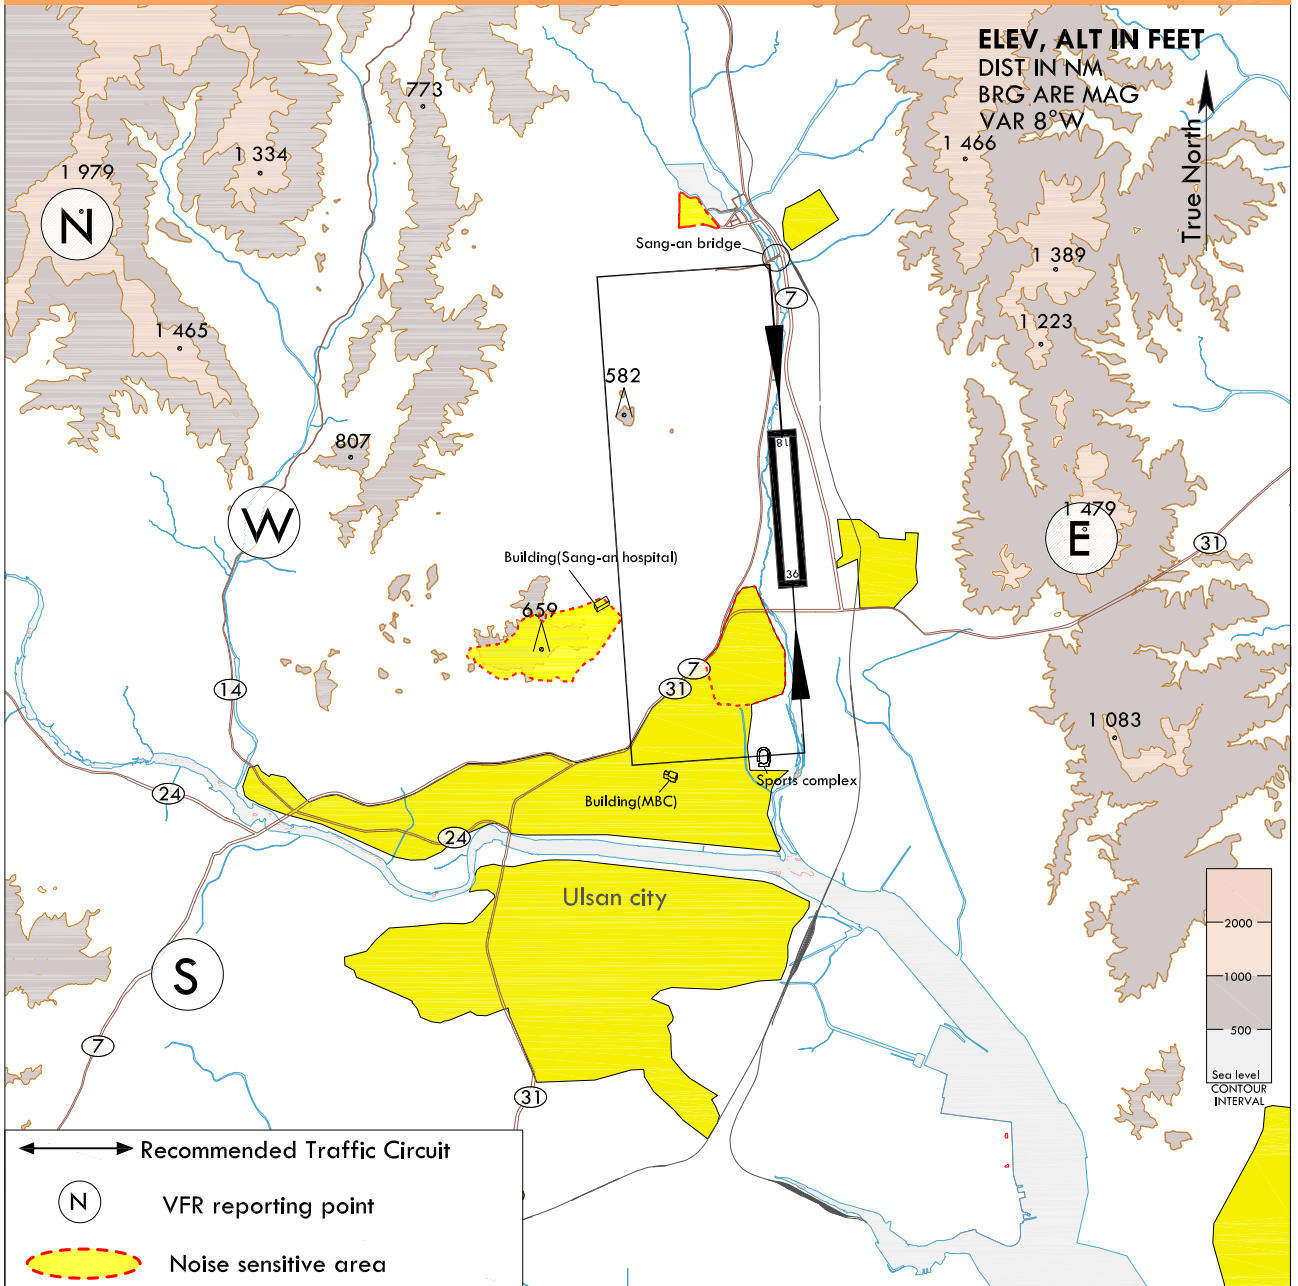 ELEV, ALT IN FEET
DIST IN NM
BRG ARE MAG
VAR 8°W
True North
773
1 334
1 466
1 979
N
Sang-an bridge
1 389
7
1 465
1 223
582
807
18
W
1 479
E
31
Building(Sang-an hospital)
36
659
7
31
14
1 083
Sports complex
24
Building(MBC)
24
Ulsan city
S
7
31
2000
1000
500
Sea level
CONTOUR
INTERVAL
Recommended Traffic Circuit
N
VFR reporting point
Noise sensitive area